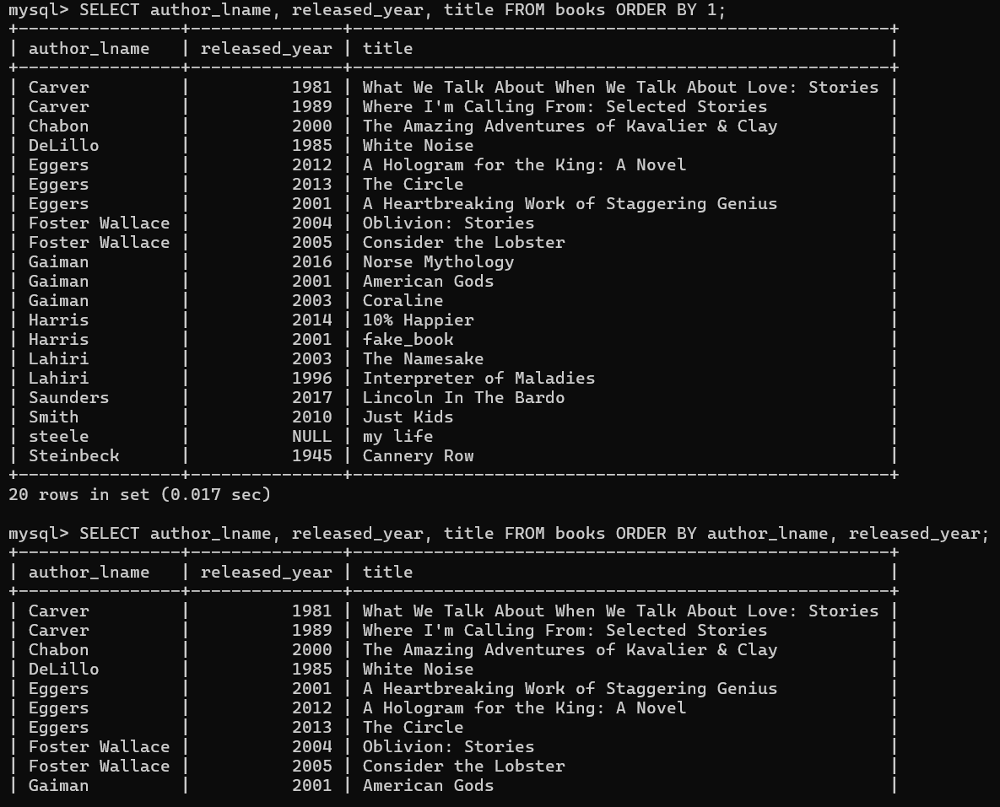 mysql> SELECT author_lname, released_year, title FROM books ORDER BY 1;
+----------------+---------------+-----------------------------------------------------+
| author_lname   | released_year | title                                               |
+----------------+---------------+-----------------------------------------------------+
| Carver         |          1981 | What We Talk About When We Talk About Love: Stories |
| Carver         |          1989 | Where I'm Calling From: Selected Stories            |
| Chabon         |          2000 | The Amazing Adventures of Kavalier & Clay           |
| DeLillo        |          1985 | White Noise                                         |
| Eggers         |          2012 | A Hologram for the King: A Novel                    |
| Eggers         |          2013 | The Circle                                          |
| Eggers         |          2001 | A Heartbreaking Work of Staggering Genius           |
| Foster Wallace |          2004 | Oblivion: Stories                                   |
| Foster Wallace |          2005 | Consider the Lobster                                |
| Gaiman         |          2016 | Norse Mythology                                     |
| Gaiman         |          2001 | American Gods                                       |
| Gaiman         |          2003 | Coraline                                            |
| Harris         |          2014 | 10% Happier                                         |
| Harris         |          2001 | fake_book                                           |
| Lahiri         |          2003 | The Namesake                                        |
| Lahiri         |          1996 | Interpreter of Maladies                             |
| Saunders       |          2017 | Lincoln In The Bardo                                |
| Smith          |          2010 | Just Kids                                           |
| steele         |          NULL | my life                                             |
| Steinbeck      |          1945 | Cannery Row                                         |
+----------------+---------------+-----------------------------------------------------+
20 rows in set (0.017 sec)

mysql> SELECT author_lname, released_year, title FROM books ORDER BY author_lname, released_year;
+----------------+---------------+-----------------------------------------------------+
| author_lname   | released_year | title                                               |
+----------------+---------------+-----------------------------------------------------+
| Carver         |          1981 | What We Talk About When We Talk About Love: Stories |
| Carver         |          1989 | Where I'm Calling From: Selected Stories            |
| Chabon         |          2000 | The Amazing Adventures of Kavalier & Clay           |
| DeLillo        |          1985 | White Noise                                         |
| Eggers         |          2001 | A Heartbreaking Work of Staggering Genius           |
| Eggers         |          2012 | A Hologram for the King: A Novel                    |
| Eggers         |          2013 | The Circle                                          |
| Foster Wallace |          2004 | Oblivion: Stories                                   |
| Foster Wallace |          2005 | Consider the Lobster                                |
| Gaiman         |          2001 | American Gods                                       |